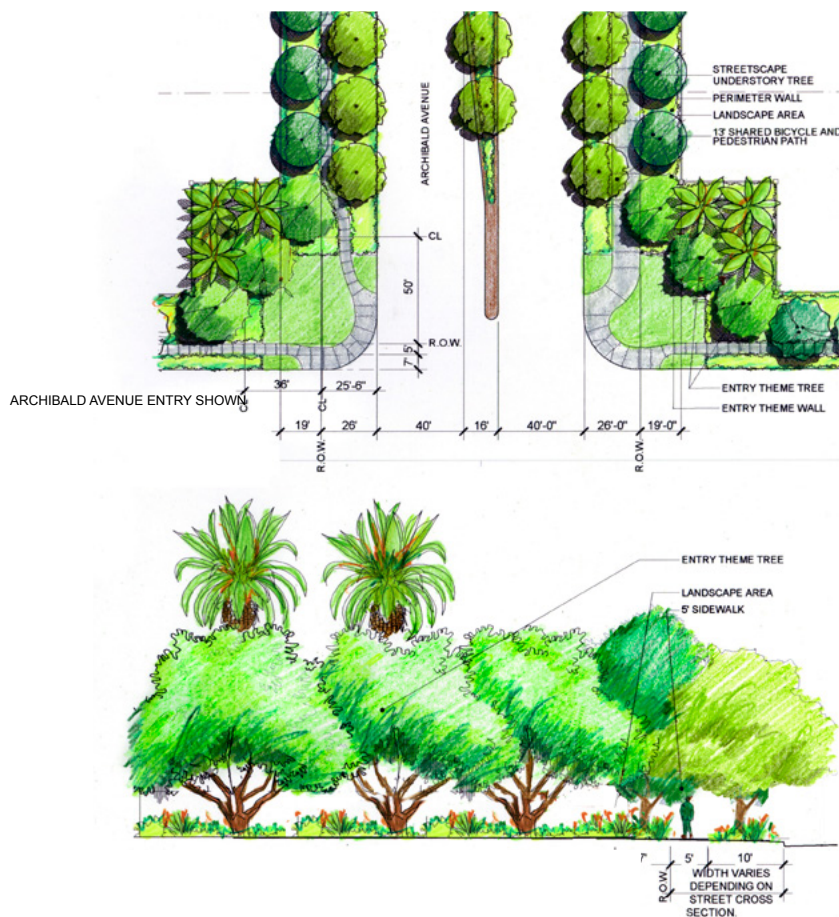 STREETSCAPE
UNDERSTORY TREE
PERIMETER WALL
LANDSCAPE AREA
13' SHARED BICYCLE AND
PEDESTRIAN PATH
ARCHIBALD AVENUE
CL
50'
R.O.W.
5'
7'
ARCHIBALD AVENUE ENTRY SHOWN
36'
25'-6"
CL
CL
ENTRY THEME TREE
ENTRY THEME WALL
19'
26'
40'
16'
40'-0"
26'-0"
19'-0"
R.O.W.
R.O.W.
ENTRY THEME TREE
LANDSCAPE AREA
5' SIDEWALK
7'
5'
10'
R.O.W.
WIDTH VARIES
DEPENDING ON
STREET CROSS
SECTION.